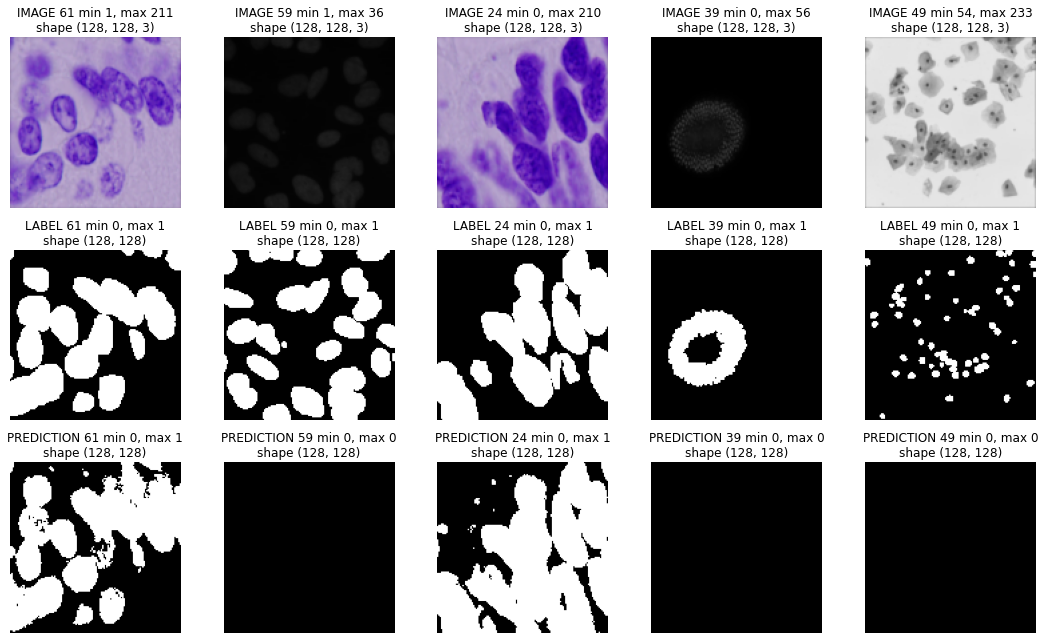 IMAGE 61 min 1, max 211
shape (128, 128, 3)
IMAGE 59 min 1, max 36
shape (128, 128, 3)
IMAGE 24 min 0, max 210
shape (128, 128, 3)
IMAGE 39 min 0, max 56
shape (128, 128, 3)
IMAGE 49 min 54, max 233
shape (128, 128, 3)
LABEL 61 min 0, max 1
shape (128, 128)
LABEL 59 min 0, max 1
shape (128, 128)
LABEL 24 min 0, max 1
shape (128, 128)
LABEL 39 min 0, max 1
shape (128, 128)
LABEL 49 min 0, max 1
shape (128, 128)
PREDICTION 61 min 0, max 1
shape (128, 128)
PREDICTION 59 min 0, max 0
shape (128, 128)
PREDICTION 24 min 0, max 1
shape (128, 128)
PREDICTION 39 min 0, max 0
shape (128, 128)
PREDICTION 49 min 0, max 0
shape (128, 128)